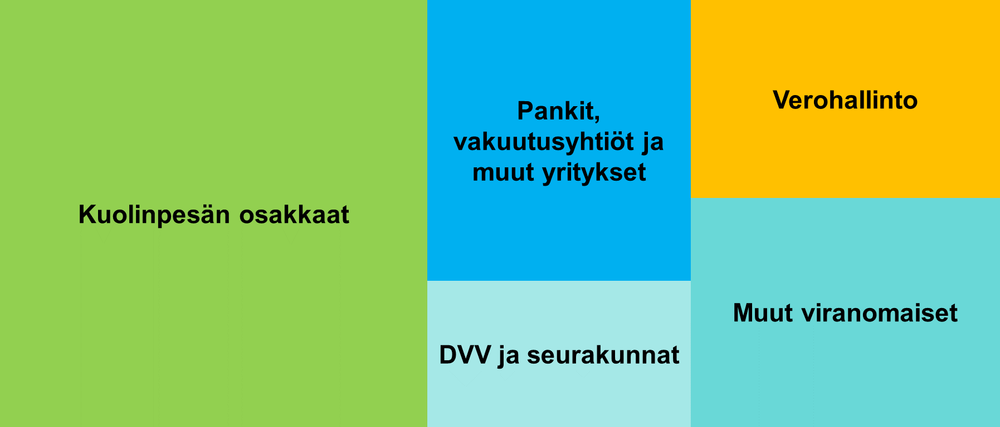 Kuolinpesän osakkaat
Pankit,
vakuutusyhtiöt ja
muut yritykset
DVV ja seurakunnat
Verohallinto
Muut viranomaiset